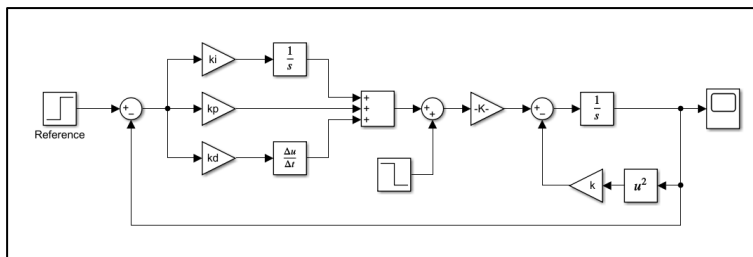 ki
1
s
+
+
+
kp
+
+
-K-
+
−
1
s
+
−
Reference
kd
Δu
Δt
k
u²